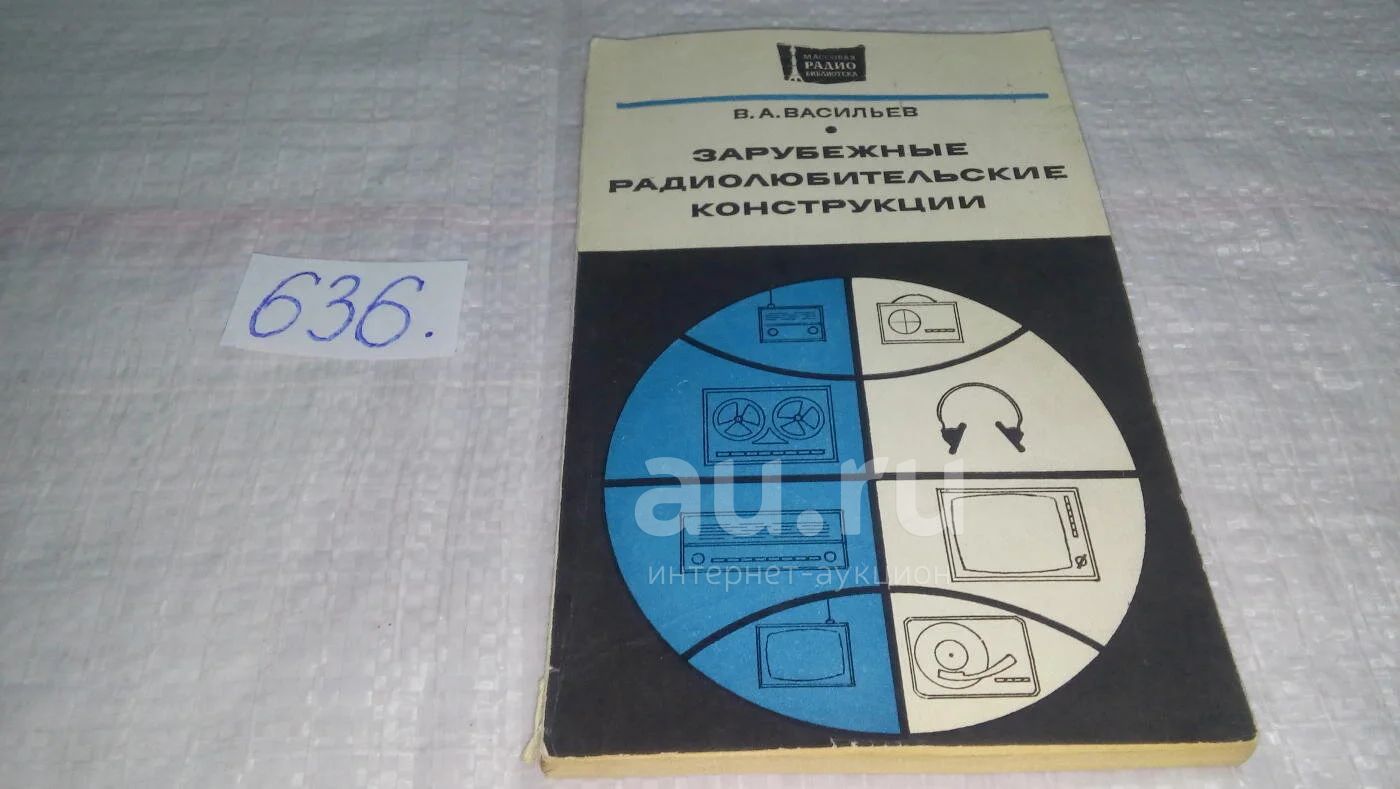 МАССОВАЯ
РАДИО
БИБЛИОТЕКА
В.А.ВАСИЛЬЕВ
ЗАРУБЕЖНЫЕ
РАДИОЛЮБИТЕЛЬСКИЕ
КОНСТРУКЦИИ
636.
au.ru
интернет-аукцион